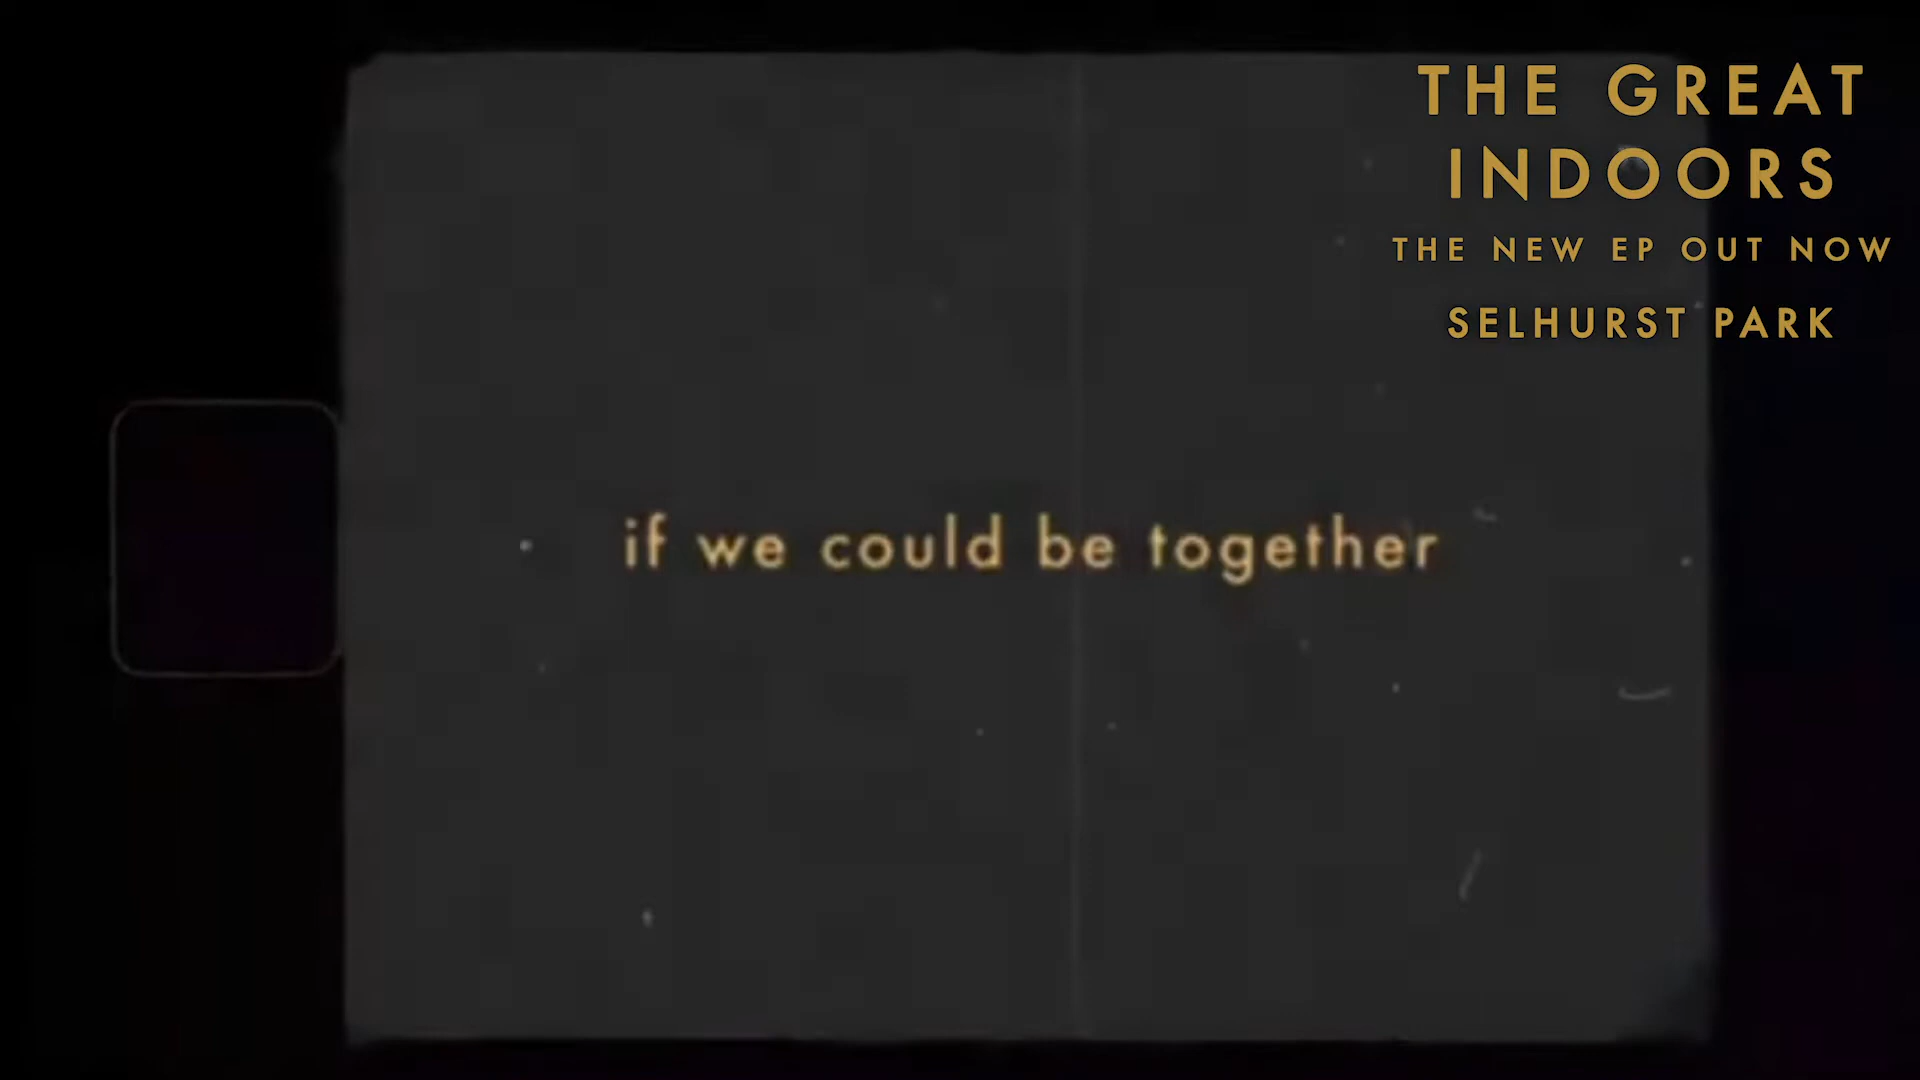 THE GREAT
INDOORS
THE NEW EP OUT NOW
SELHURST PARK
if we could be together